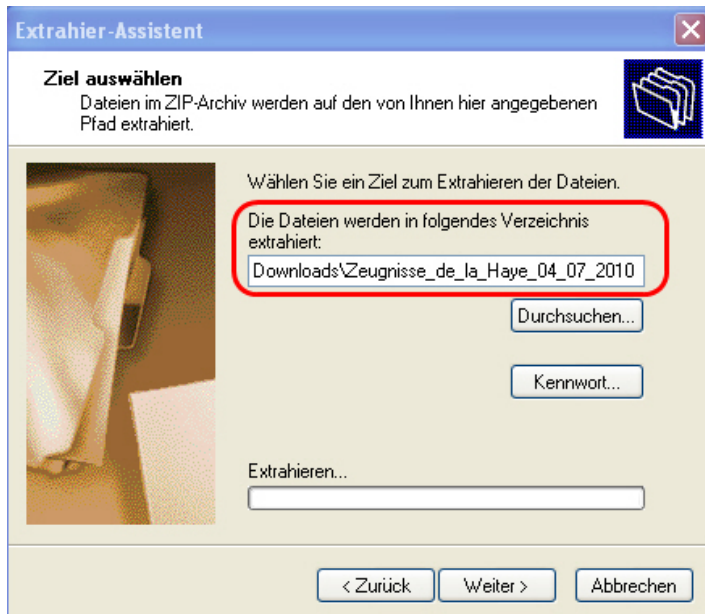 Extrahier-Assistent
Ziel auswählen
Dateien im ZIP-Archiv werden auf den von Ihnen hier angegebenen
Pfad extrahiert.
Wählen Sie ein Ziel zum Extrahieren der Dateien.
Die Dateien werden in folgendes Verzeichnis
extrahiert:
Downloads\Zeugnisse_de_la_Haye_04_07_2010
Durchsuchen...
Kennwort...
Extrahieren...
< Zurück
Weiter >
Abbrechen